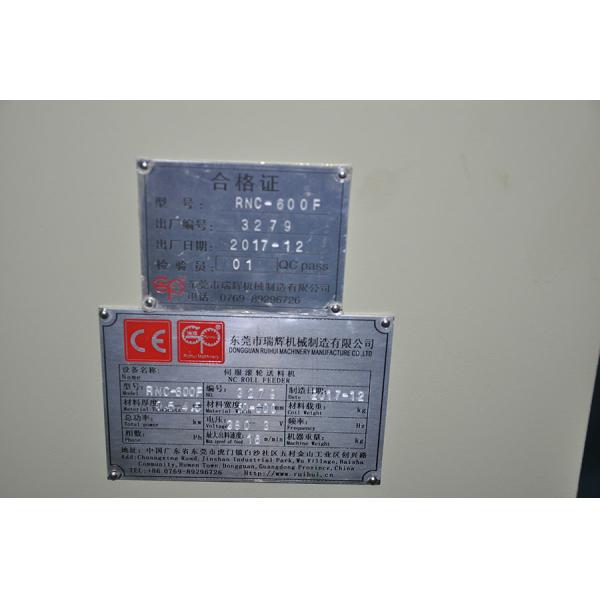 合格证
型 号: RNC-600F
出厂编号: 3279
出厂日期: 2017-12
检 验 员: 01 QC pass
东莞市瑞辉机械制造有限公司
电话: 0769-89296726
CE 瑞辉 Ruihui Machinery 东莞市瑞辉机械制造有限公司
DONGGUAN RUIHUI MACHINERY MANUFACTURE CO.,LTD
设备名称: 伺服滚轮送料机
Name NC ROLL FEEDER
型号: RNC-600F 编号: 3279 制造日期: 2017-12
Model NO. Date
材料厚度: 材料宽度: 材料载重: kg
Material Width Coil Weight
总功率: kw 电压: 380 3 V 频率: Hz
Total power Voltage Frequency
相数: Ph 最大出料速度: 16 m/min 机器重量: kg
Phase Max speed of feed Machine Weight
地址: 中国广东省东莞市虎门镇白沙社区五村金山工业区创兴路
Add: Chuangxing Road, Jinshan Industrial Park, Wu Village, Baisha
Community, Humen Town, Dongguan, Guangdong Province, China
TEL: +86 0769-89296726 Http://www.ruihui.cn